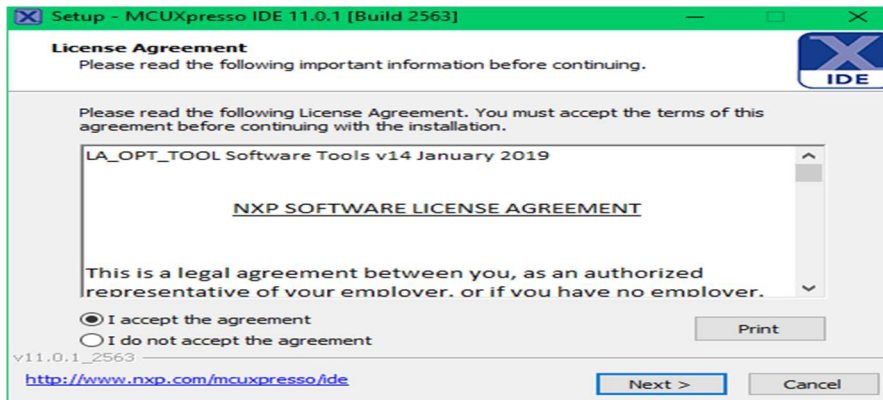 Setup - MCUXpresso IDE 11.0.1 [Build 2563]
License Agreement
Please read the following important information before continuing.
IDE
Please read the following License Agreement. You must accept the terms of this
agreement before continuing with the installation.
LA_OPT_TOOL Software Tools v14 January 2019
NXP SOFTWARE LICENSE AGREEMENT
This is a legal agreement between you, as an authorized
representative of your employer, or if you have no employer,
I accept the agreement
I do not accept the agreement
Print
v11.0.1_2563
http://www.nxp.com/mcuxpresso/ide
Next >
Cancel